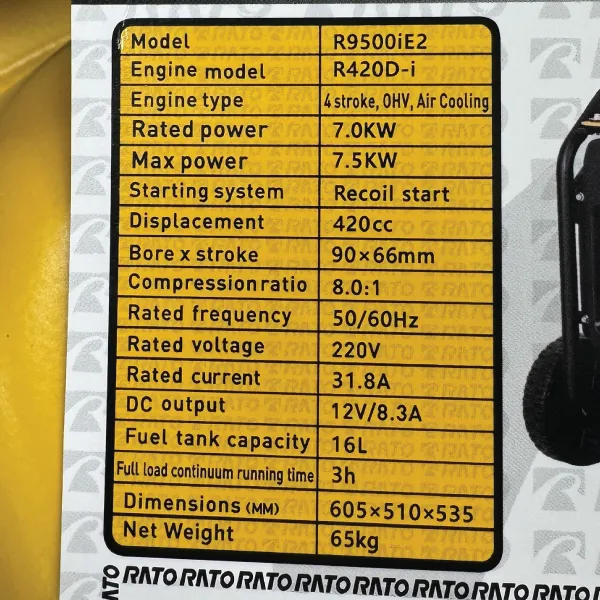 Model R9500iE2
Engine model R420D-i
Engine type 4 stroke, OHV, Air Cooling
Rated power 7.0KW
Max power 7.5KW
Starting system Recoil start
Displacement 420cc
Bore x stroke 90×66mm
Compression ratio 8.0:1
Rated frequency 50/60Hz
Rated voltage 220V
Rated current 31.8A
DC output 12V/8.3A
Fuel tank capacity 16L
Full load continuum running time 3h
Dimensions (MM) 605×510×535
Net Weight 65kg
ATO RATO RATO RATO RATO RATO RATO RATO RATO